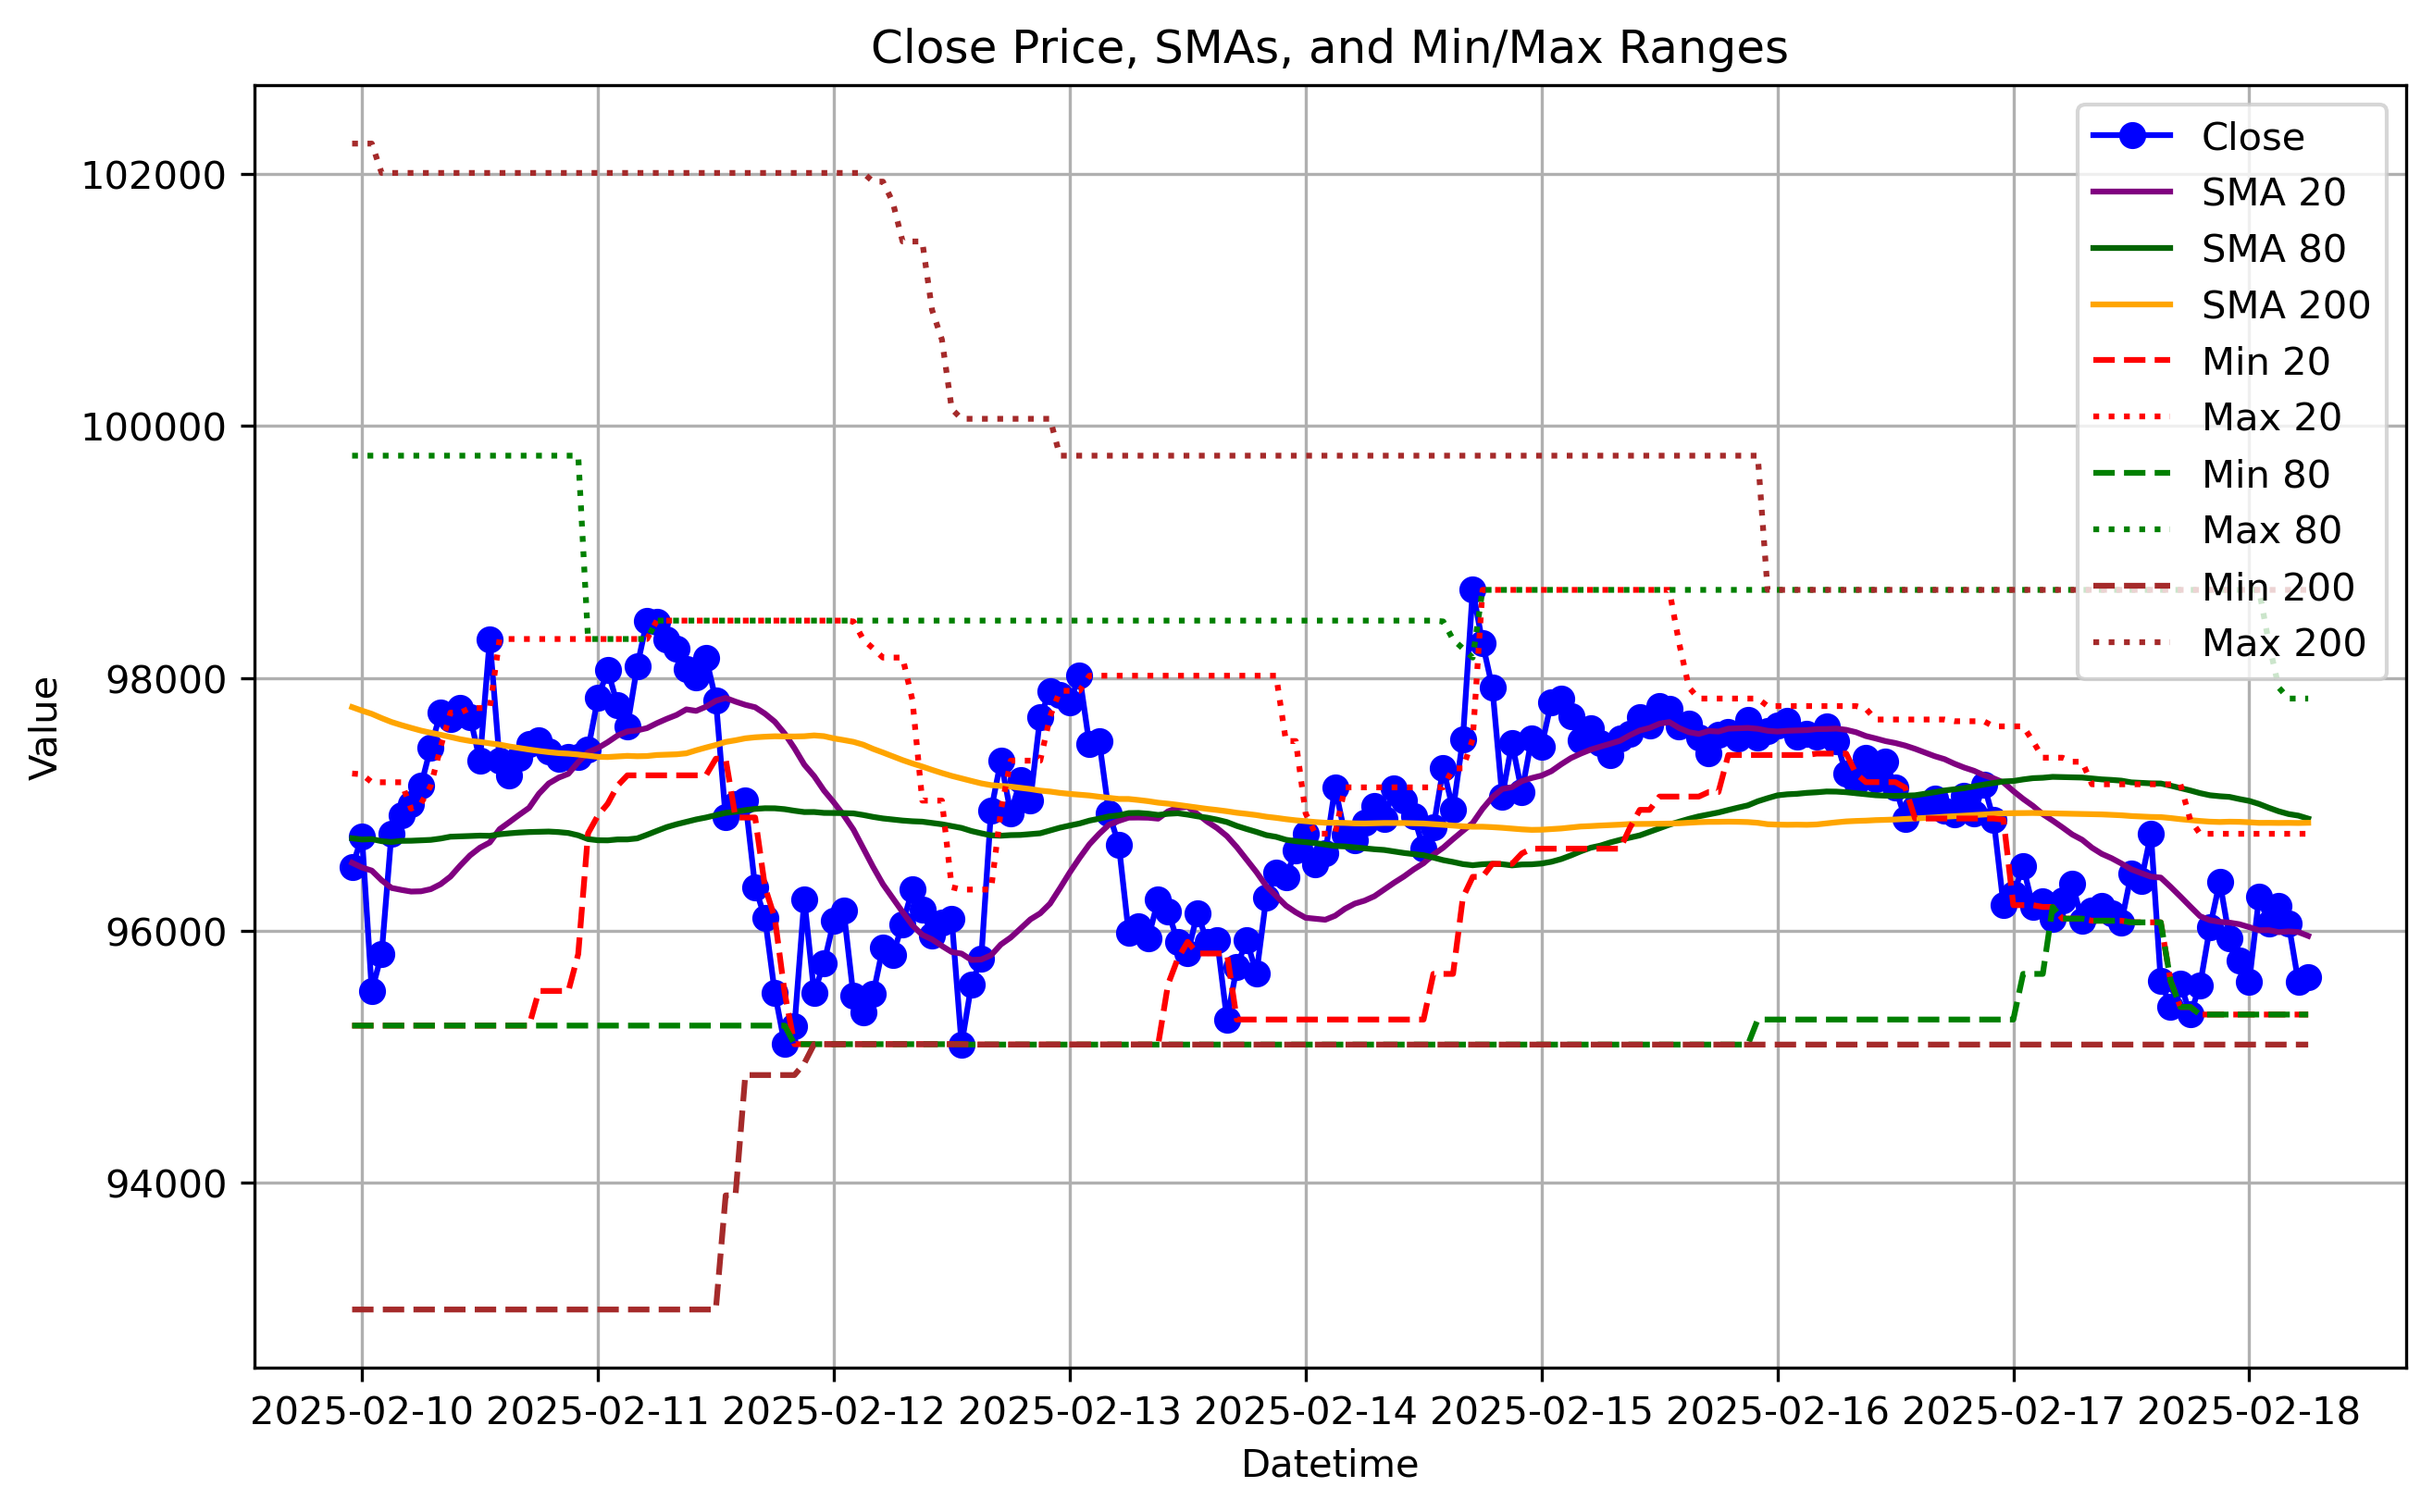 Close Price, SMAs, and Min/Max Ranges
Value
102000
100000
98000
96000
94000
Close
SMA 20
SMA 80
SMA 200
Min 20
Max 20
Min 80
Max 80
Min 200
Max 200
2025-02-10 2025-02-11 2025-02-12 2025-02-13 2025-02-14 2025-02-15 2025-02-16 2025-02-17 2025-02-18
Datetime